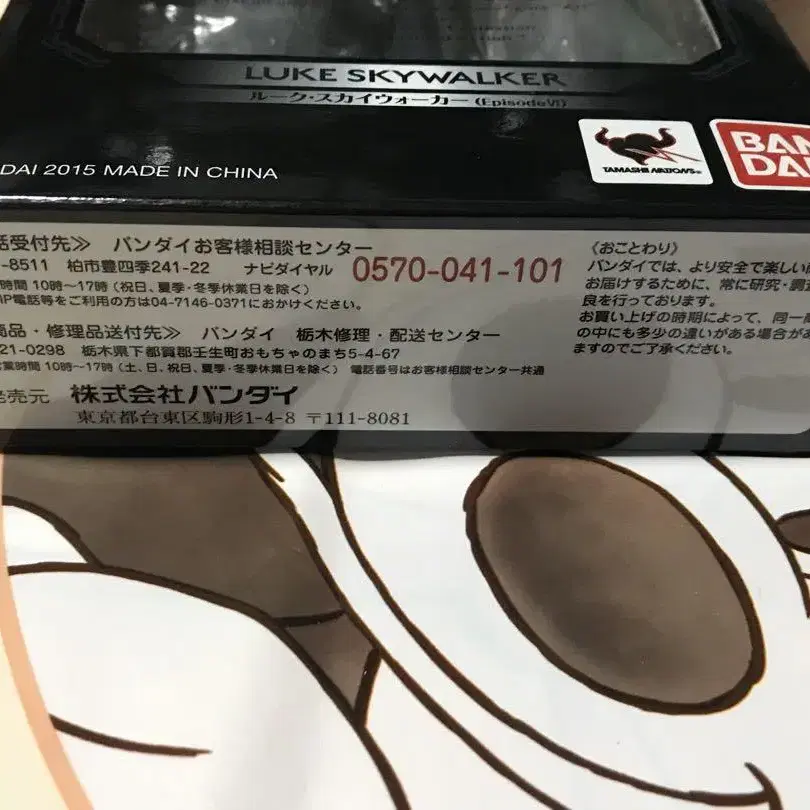 LUKE SKYWALKER
ルーク・スカイウォーカー(EpisodeⅥ)
DAI 2015 MADE IN CHINA
TAMASHII NATIONS®
BAN
DAI
話受付先≫ バンダイお客様相談センター
-8511 柏市豊四季241-22 ナビダイヤル 0570-041-101
時間 10時〜17時(祝日、夏季・冬季休業日を除く)
IP電話等をご利用の方は04-7146-0371におかけください。
商品・修理品送付先≫ バンダイ 栃木修理・配送センター
21-0298 栃木県下都賀郡壬生町おもちゃのまち5-4-67
営業時間 10時〜17時(土、日、祝日、夏季・冬季休業日を除く) 電話番号はお客様相談センター共通
発売元 株式会社バンダイ
東京都台東区駒形1-4-8 〒111-8081
《おことわり》
バンダイでは、より安全で楽しい
お届けするために、常に研究・調査
良を行っております。
お買い上げの時期によって、同一
の中にも多少の違いがある場合が
ますのでご了承ください。